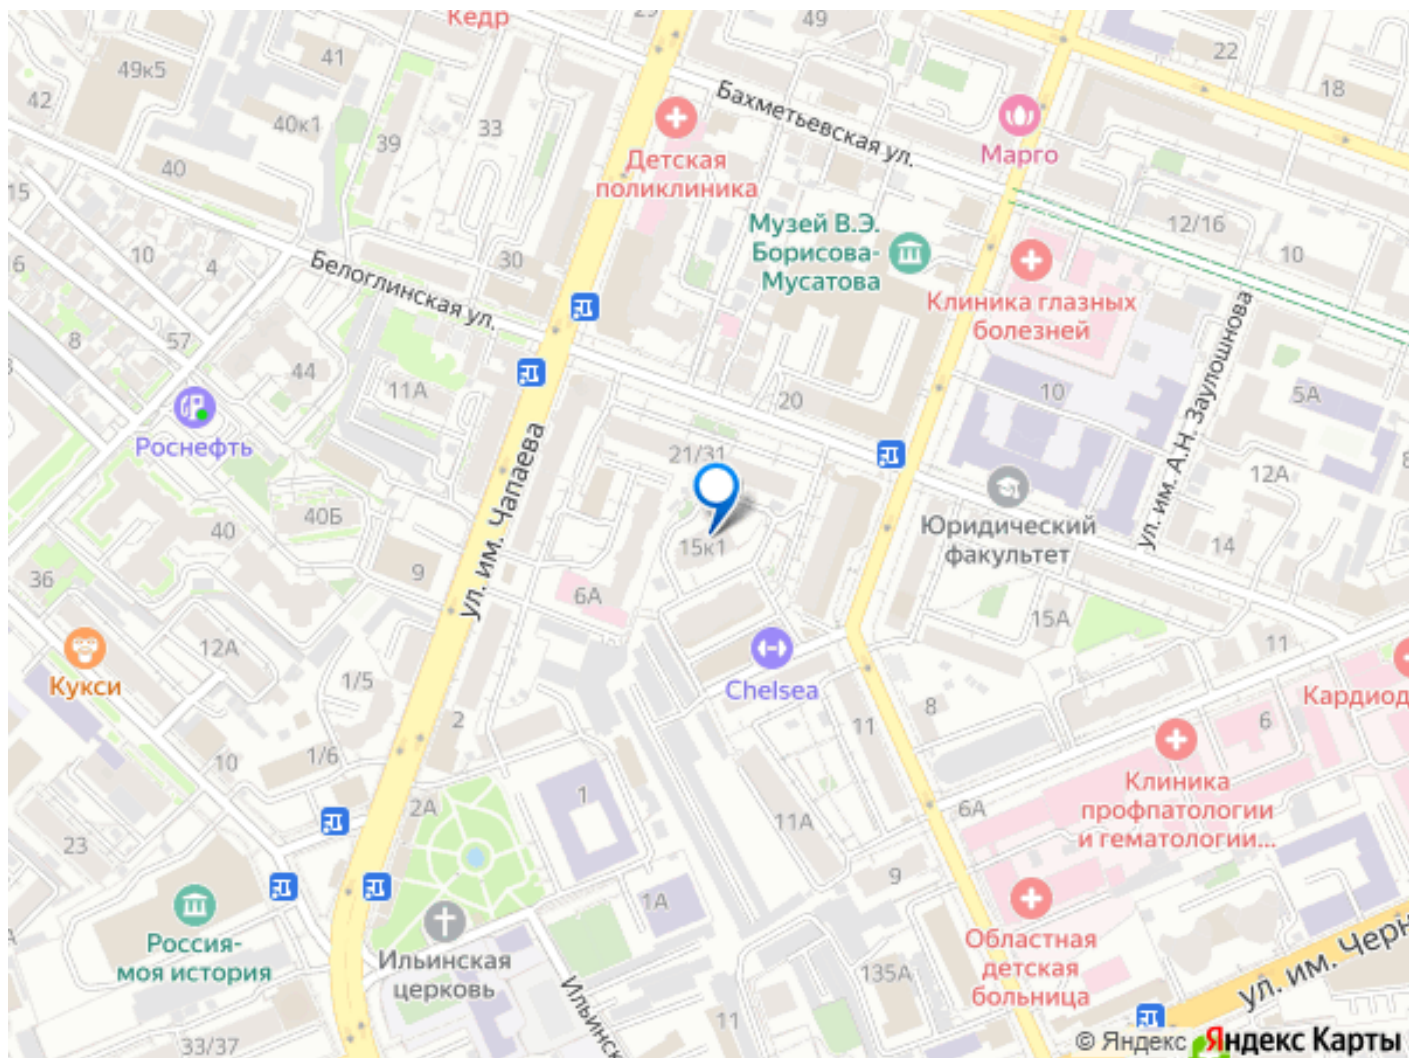 Кедр
29
49
22
41
49к5
18
42
Бахметьевская ул.
40к1
33
39
Марго
Детская
поликлиника
40
15
12/16
Музей В.Э.
Борисова-
Мусатова
10
10
30
6
4
Белоглинская ул.
Клиника глазных
болезней
ул. им. А.Н. Заулошнова
57
8
3
44
11А
20
10
5А
Роснефть
ул. им. Чапаева
21/31
12А
8
40Б
40
Юридический
факультет
15к1
14
9
36
6А
15А
12А
11
Кукси
1/5
Chelsea
Кардиод
8
11
2
6
1/6
10
Клиника
профпатологии
и гематологии...
1
2А
11А
6А
23
9
1А
Россия-
моя история
Ильинская
церковь
Областная
детская
больница
135А
ул. им. Черн
Ильинск
11
33/37
© Яндекс Яндекс Карты